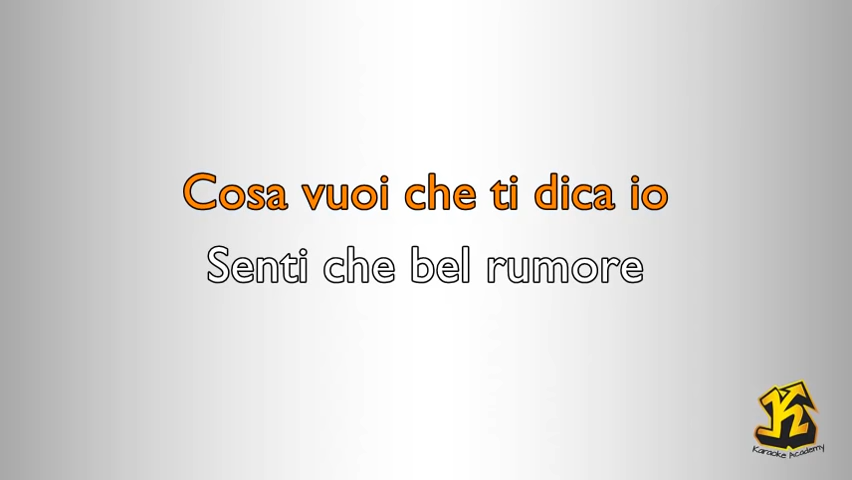 Cosa vuoi che ti dica io
Senti che bel rumore
K
Karaoke Academy